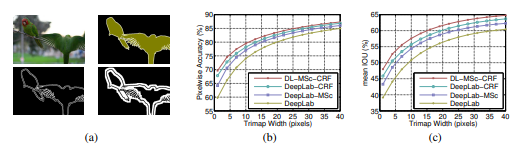 90
85
80
75
70
65
60
55
0 5 10 15 20 25 30 35 40
Pixelwise Accuracy (%)
Trimap Width (pixels)
DL-MSc-CRF
DeepLab-CRF
DeepLab-MSc
DeepLab
65
60
55
50
45
40
35
0 5 10 15 20 25 30 35 40
mean IOU (%)
Trimap Width (pixels)
DL-MSc-CRF
DeepLab-CRF
DeepLab-MSc
DeepLab
(a) (b) (c)